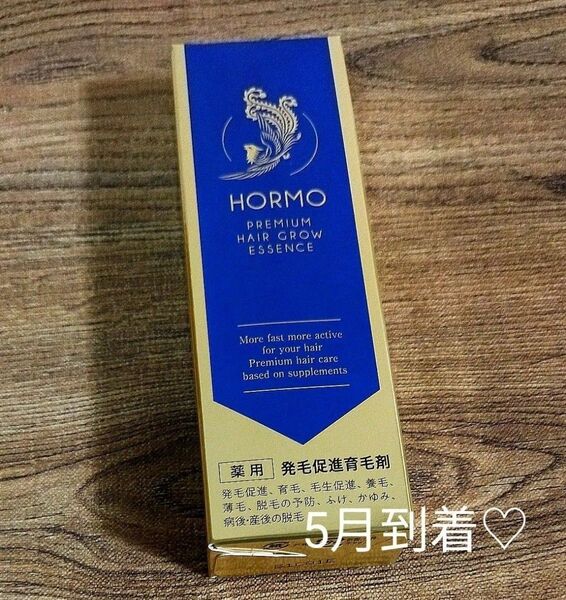 HORMO
PREMIUM
HAIR GROW
ESSENCE
More fast more active
for your hair
Premium hair care
based on supplements
薬用 発毛促進育毛剤
発毛促進、育毛、毛生促進、養毛、
薄毛、脱毛の予防、ふけ、かゆみ、
病後・産後の脱毛
5月到着♡